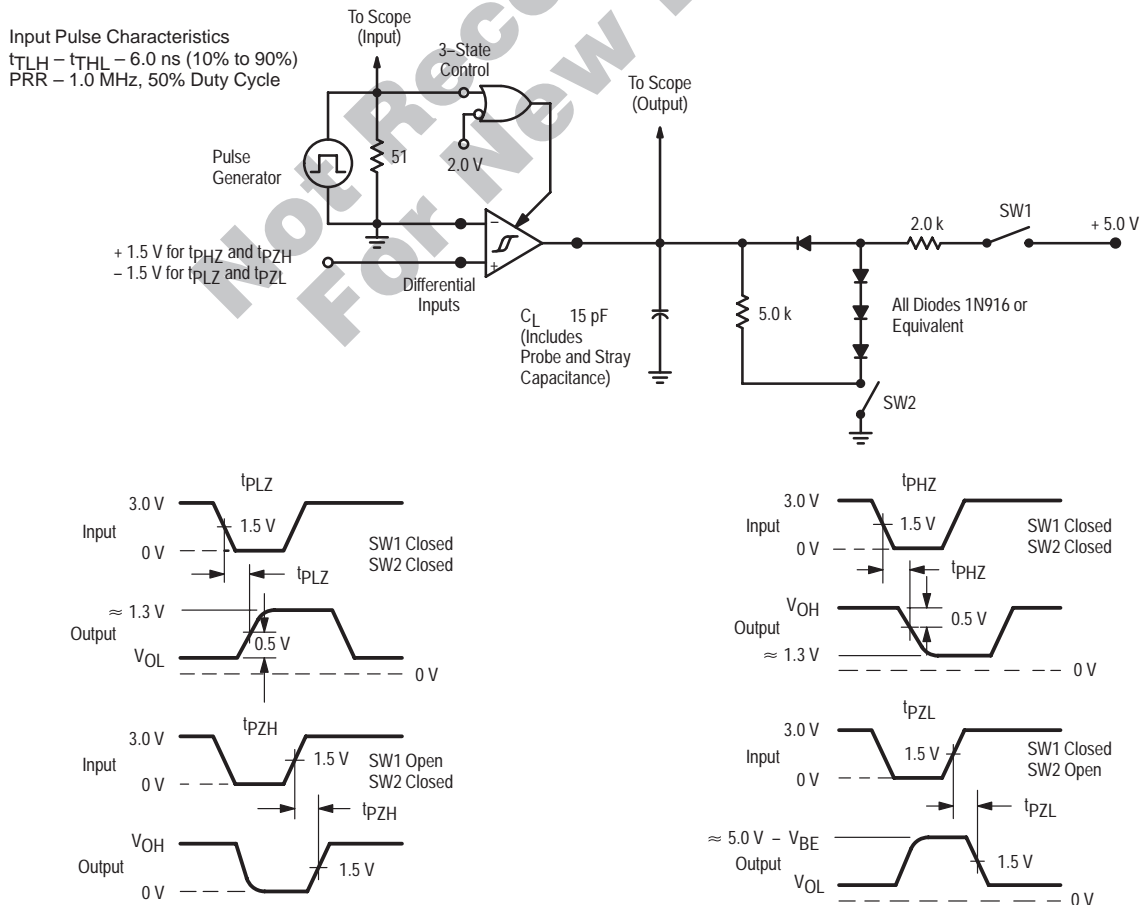 Input Pulse Characteristics
tTLH – tTHL – 6.0 ns (10% to 90%)
PRR – 1.0 MHz, 50% Duty Cycle
To Scope
(Input)
3–State
Control
To Scope
(Output)
Pulse
Generator
51
2.0 V
+ 1.5 V for tPHZ and tPZH
– 1.5 V for tPLZ and tPZL
–
+
Differential
Inputs
2.0 k
SW1
+ 5.0 V
CL 15 pF
(Includes
Probe and Stray
Capacitance)
5.0 k
All Diodes 1N916 or
Equivalent
SW2
Not Rec
For New
tPLZ
3.0 V
Input
1.5 V
0 V
SW1 Closed
SW2 Closed
tPLZ
≈ 1.3 V
Output
0.5 V
VOL
0 V
tPHZ
3.0 V
Input
1.5 V
0 V
SW1 Closed
SW2 Closed
tPHZ
VOH
Output
0.5 V
≈ 1.3 V
0 V
tPZH
3.0 V
Input
1.5 V
0 V
SW1 Open
SW2 Closed
tPZH
VOH
Output
1.5 V
0 V
tPZL
3.0 V
Input
1.5 V
0 V
SW1 Closed
SW2 Open
tPZL
≈ 5.0 V – VBE
Output
1.5 V
VOL
0 V